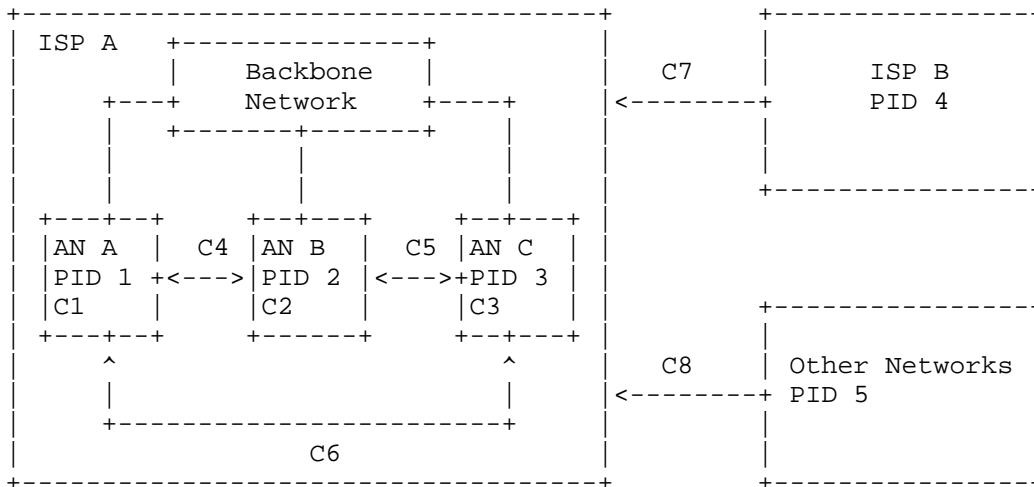 ISP A
Backbone
Network
C7
ISP B
PID 4
AN A C4 AN B C5 AN C
PID 1 PID 2 PID 3
C1 C2 C3
C8
Other Networks
PID 5
C6